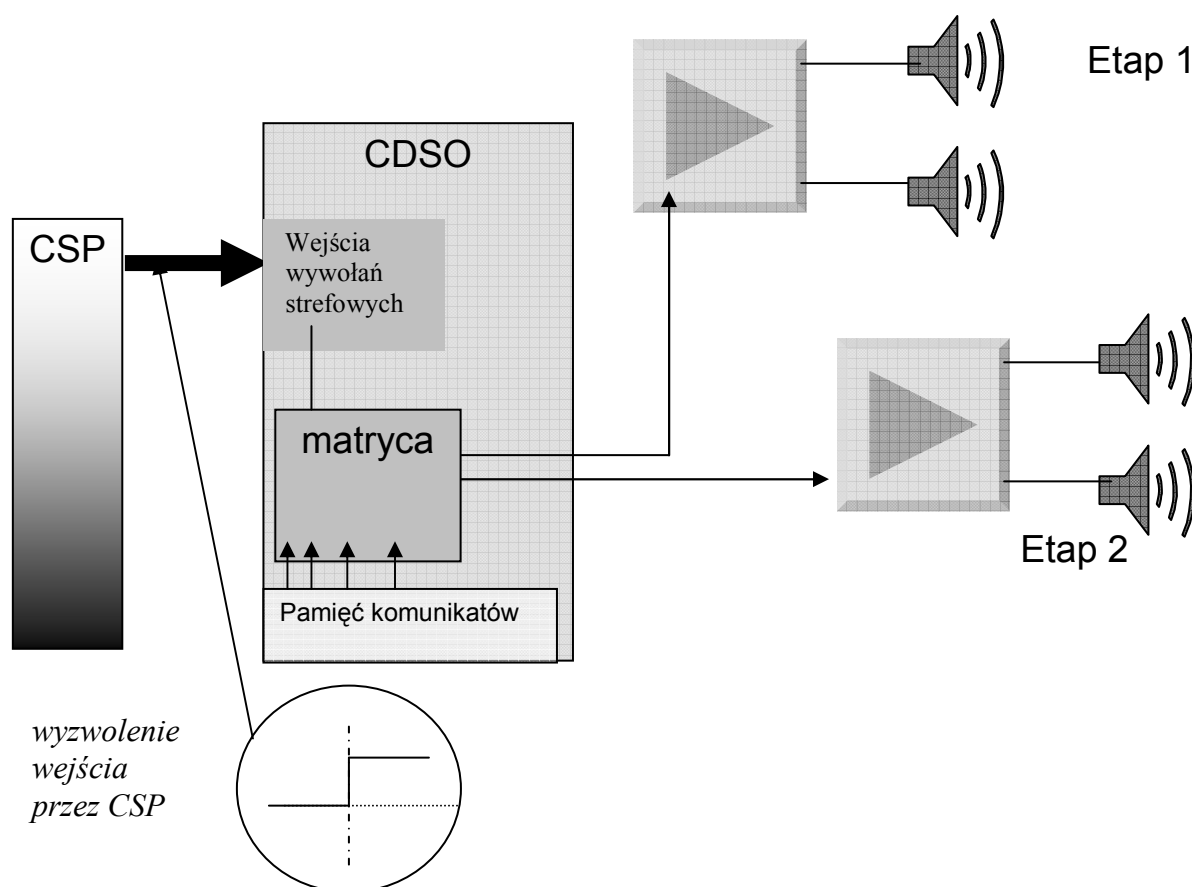 Etap 1
CDSO
CSP
Wejścia
wywołań
strefowych
matryca
Etap 2
Pamięć komunikatów
wyzwolenie
wejścia
przez CSP